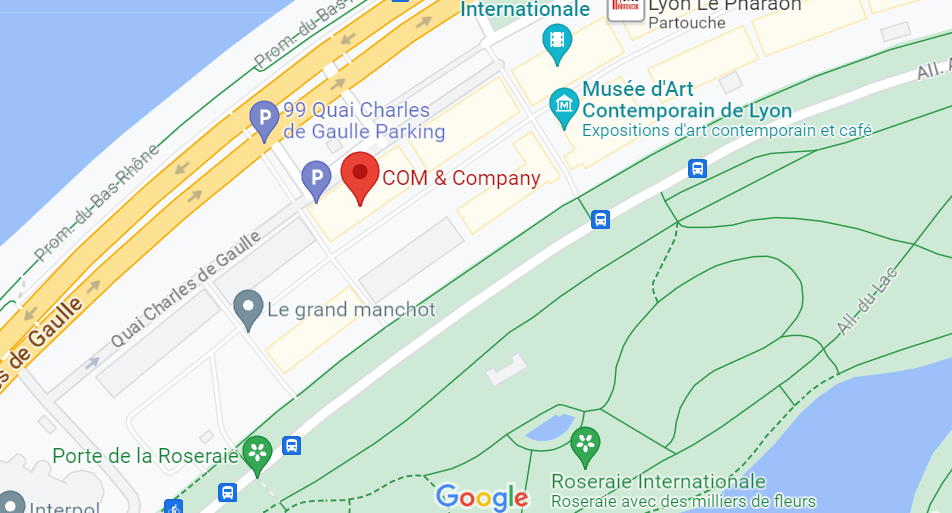 Internationale
Lyon Le Pharaon
Partouche
Prom. du Bas Rhône
Musée d'Art
Contemporain de Lyon
Expositions d'art contemporain et café
All.
P
99 Quai Charles
de Gaulle Parking
P
COM & Company
Prom. du Bas Rhône
Quai Charles de Gaulle
de Gaulle
Le grand manchot
All. du Lac
Porte de la Roseraie
Roseraie Internationale
Roseraie avec des milliers de fleurs
Interpol
Google